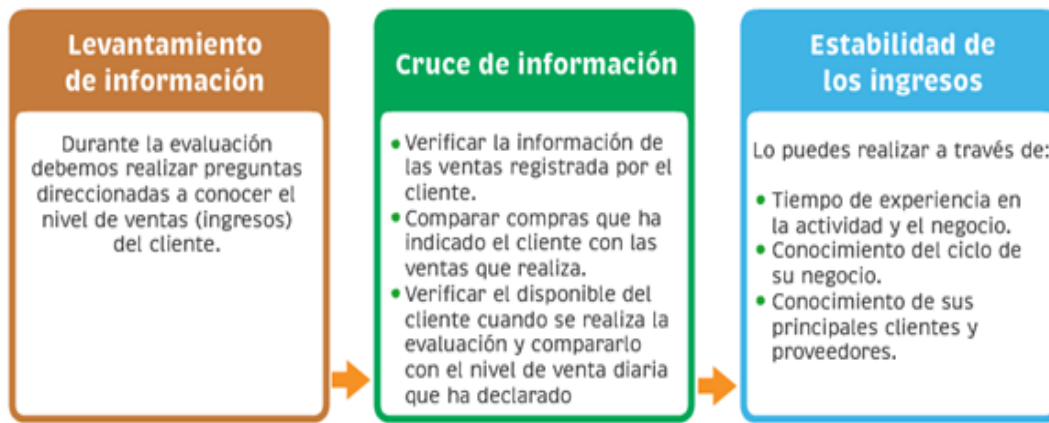 Levantamiento
de información
Durante la evaluación
debemos realizar preguntas
direccionadas a conocer el
nivel de ventas (ingresos)
del cliente.
Cruce de información
• Verificar la información de
las ventas registrada por el
cliente.
• Comparar compras que ha
indicado el cliente con las
ventas que realiza.
• Verificar el disponible del
cliente cuando se realiza la
evaluación y compararlo
con el nivel de venta diaria
que ha declarado
Estabilidad de
los ingresos
Lo puedes realizar a través de:
• Tiempo de experiencia en
la actividad y el negocio.
• Conocimiento del ciclo de
su negocio.
• Conocimiento de sus
principales clientes y
proveedores.